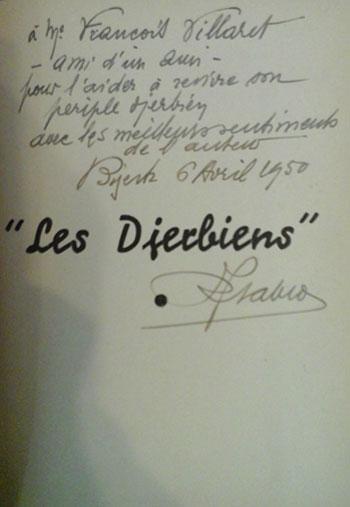 à Mr François Villaret
- ami d'un ami -
pour l'aider à revivre son
périple djerbien
avec les meilleurs sentiments
de l'auteur
6 Avril 1950
"Les Djerbiens"